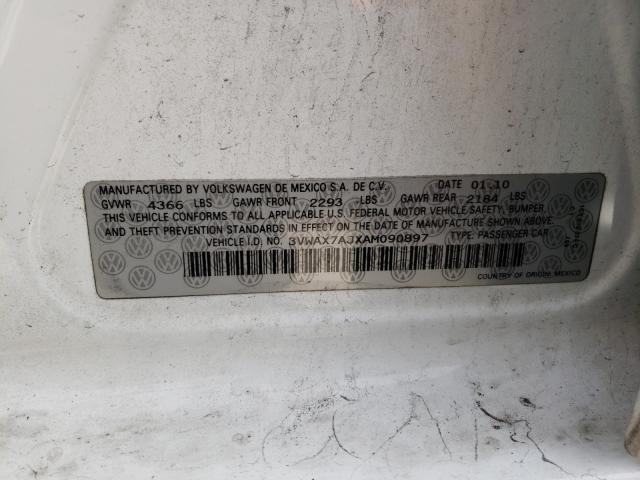 MANUFACTURED BY VOLKSWAGEN DE MEXICO S.A. DE C.V. DATE 01.10
GVWR 4366 LBS GAWR FRONT 2293 LBS GAWR REAR 2184 LBS
THIS VEHICLE CONFORMS TO ALL APPLICABLE U.S. FEDERAL MOTOR VEHICLE SAFETY, BUMPER,
AND THEFT PREVENTION STANDARDS IN EFFECT ON THE DATE OF MANUFACTURE SHOWN ABOVE.
VEHICLE I.D. NO. 3VWAX7AJXAM090897 TYPE: PASSENGER CAR
COUNTRY OF ORIGIN: MEXICO